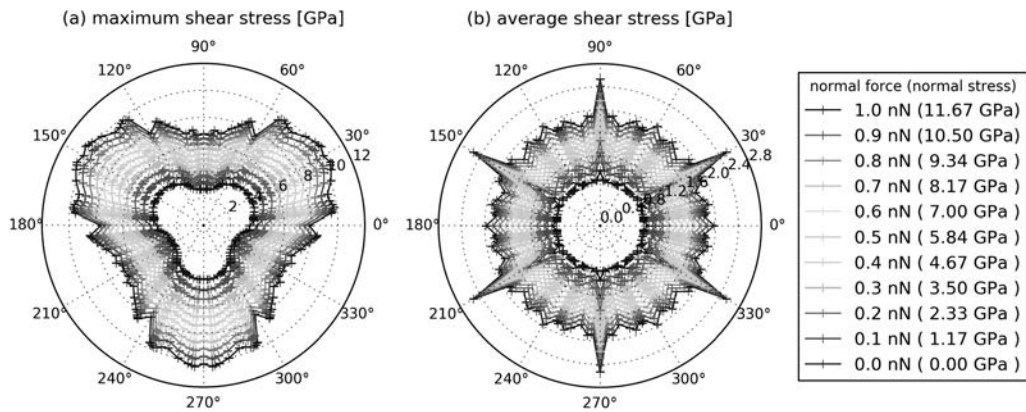 (a) maximum shear stress [GPa]
90°
120°
60°
150°
30°
12
10
8
6
2
180°
0°
210°
330°
240°
300°
270°
(b) average shear stress [GPa]
90°
120°
60°
150°
30°
2.8
2.4
2.0
1.6
1.2
0.8
0.4
0.0
180°
0°
210°
330°
240°
300°
270°
normal force (normal stress)
1.0 nN (11.67 GPa)
0.9 nN (10.50 GPa)
0.8 nN ( 9.34 GPa)
0.7 nN ( 8.17 GPa)
0.6 nN ( 7.00 GPa)
0.5 nN ( 5.84 GPa)
0.4 nN ( 4.67 GPa)
0.3 nN ( 3.50 GPa)
0.2 nN ( 2.33 GPa)
0.1 nN ( 1.17 GPa)
0.0 nN ( 0.00 GPa)